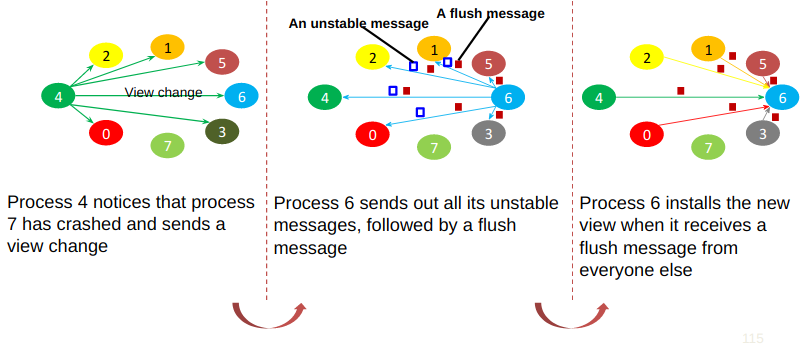 2
1
5
4
View change
6
0
7
3
An unstable message
A flush message
2
1
5
4
6
0
7
3
2
1
5
4
6
0
7
3
Process 4 notices that process
7 has crashed and sends a
view change
Process 6 sends out all its unstable
messages, followed by a flush
message
Process 6 installs the new
view when it receives a
flush message from
everyone else
115